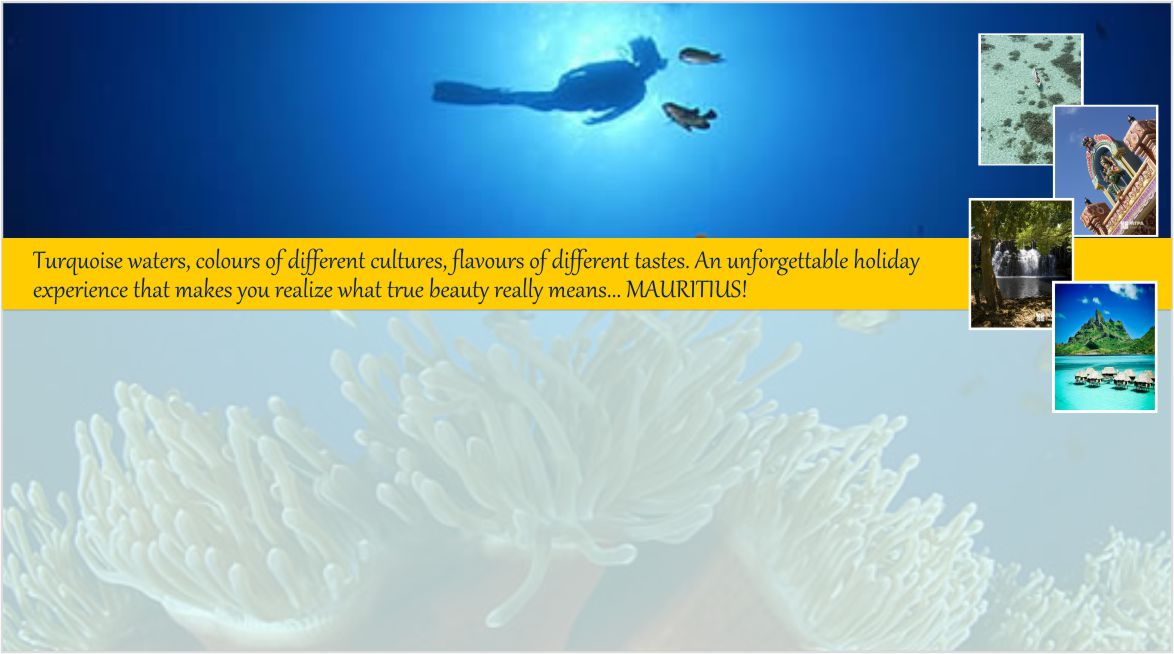 Turquoise waters, colours of different cultures, flavours of different tastes. An unforgettable holiday
experience that makes you realize what true beauty really means... MAURITIUS!